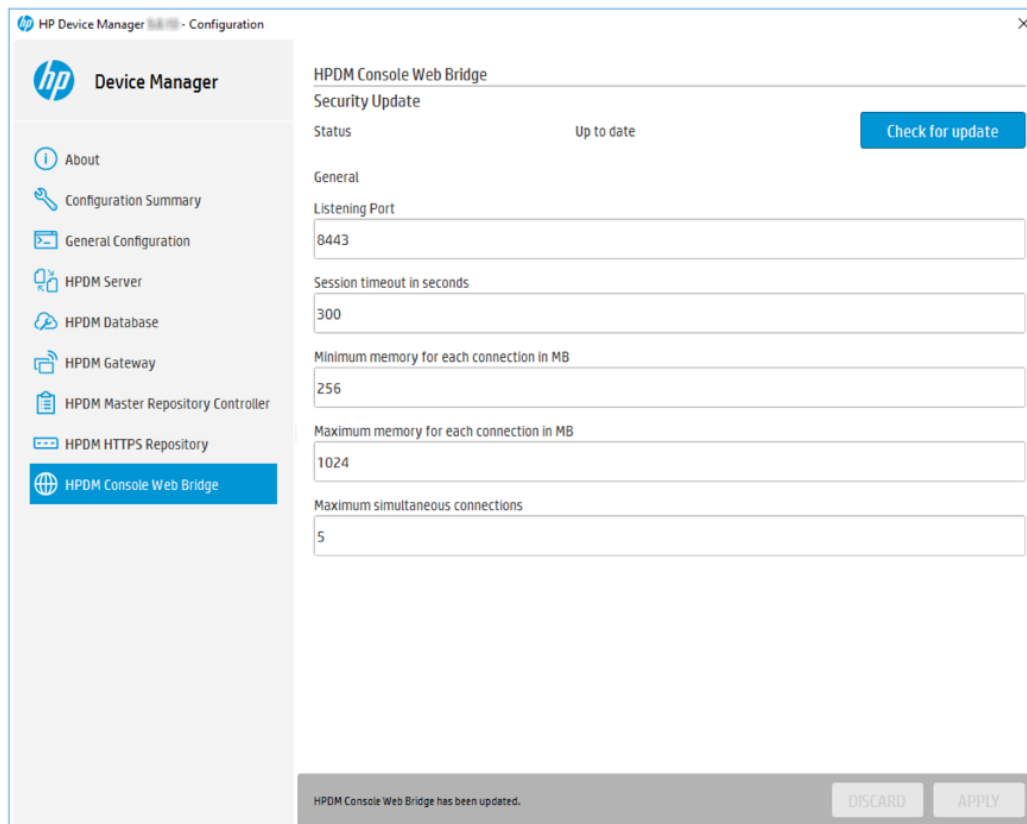 HP Device Manager - Configuration
hp
Device Manager
About
Configuration Summary
General Configuration
HPDM Server
HPDM Database
HPDM Gateway
HPDM Master Repository Controller
HPDM HTTPS Repository
HPDM Console Web Bridge
HPDM Console Web Bridge
Security Update
Status Up to date Check for update
General
Listening Port
8443
Session timeout in seconds
300
Minimum memory for each connection in MB
256
Maximum memory for each connection in MB
1024
Maximum simultaneous connections
5
HPDM Console Web Bridge has been updated. DISCARD APPLY